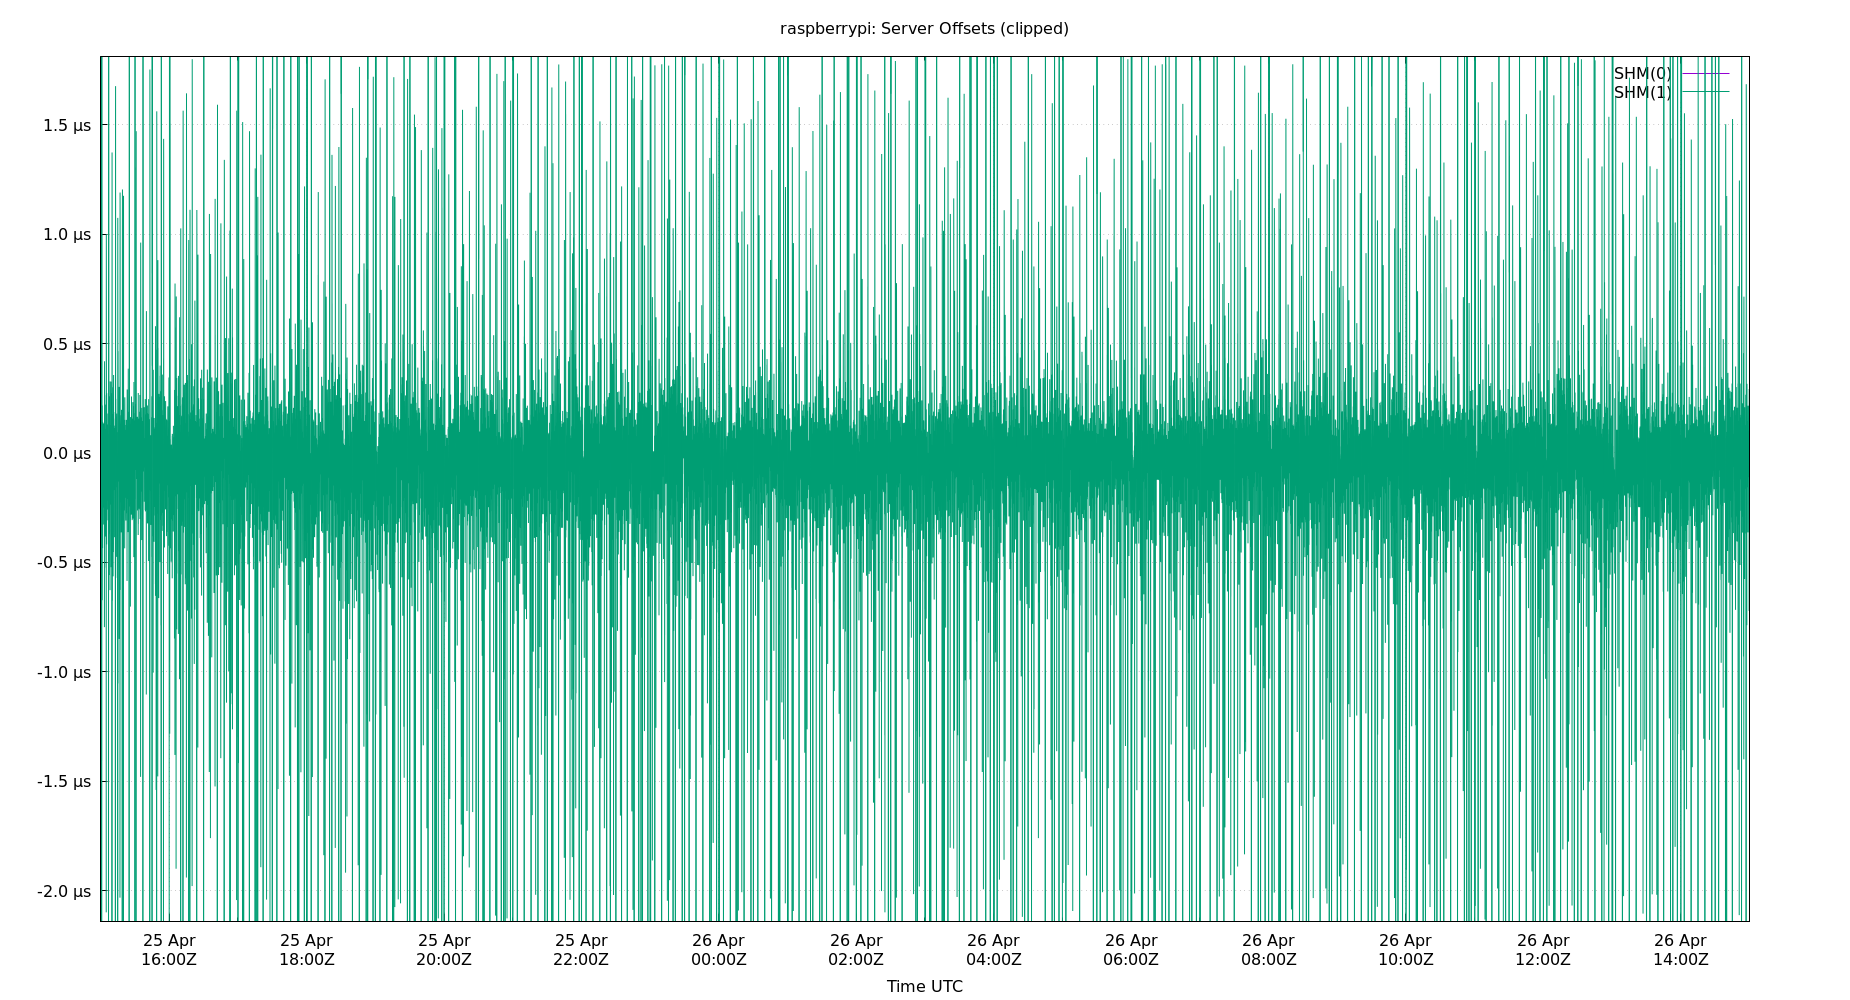 raspberrypi: Server Offsets (clipped)
SHM(0)
SHM(1)
1.5 µs
1.0 µs
0.5 µs
0.0 µs
-0.5 µs
-1.0 µs
-1.5 µs
-2.0 µs
25 Apr 25 Apr 25 Apr 25 Apr 26 Apr 26 Apr 26 Apr 26 Apr 26 Apr 26 Apr 26 Apr 26 Apr
16:00Z 18:00Z 20:00Z 22:00Z 00:00Z 02:00Z 04:00Z 06:00Z 08:00Z 10:00Z 12:00Z 14:00Z
Time UTC